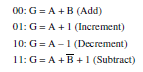 00: G = A + B (Add)
01: G = A + 1 (Increment)
10: G = A – 1 (Decrement)
11: G = A + B̅ + 1 (Subtract)